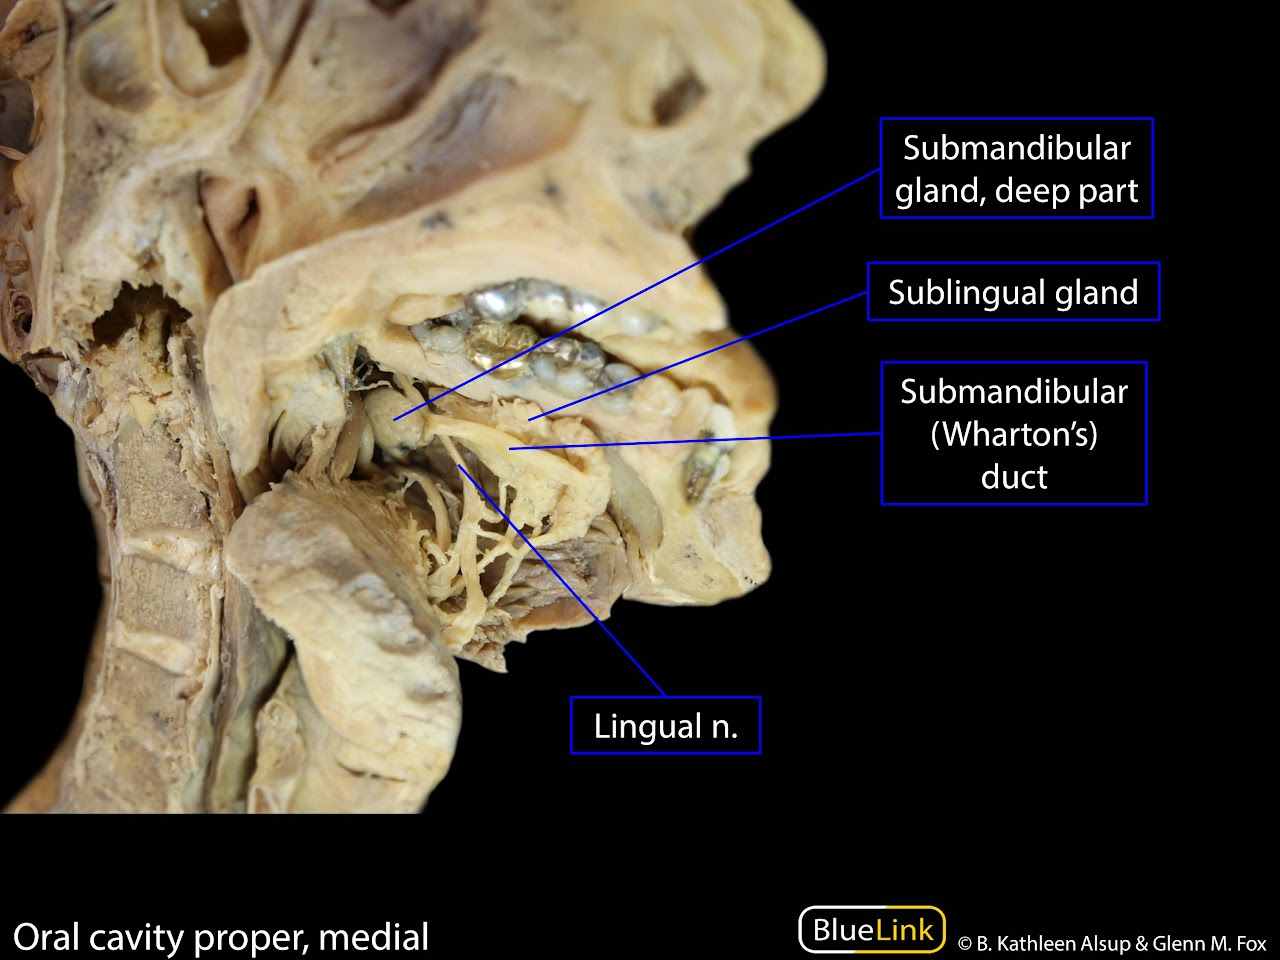 Submandibular
gland, deep part
Sublingual gland
Submandibular
(Wharton's)
duct
Lingual n.
Oral cavity proper, medial
BlueLink
© B. Kathleen Alsup & Glenn M. Fox